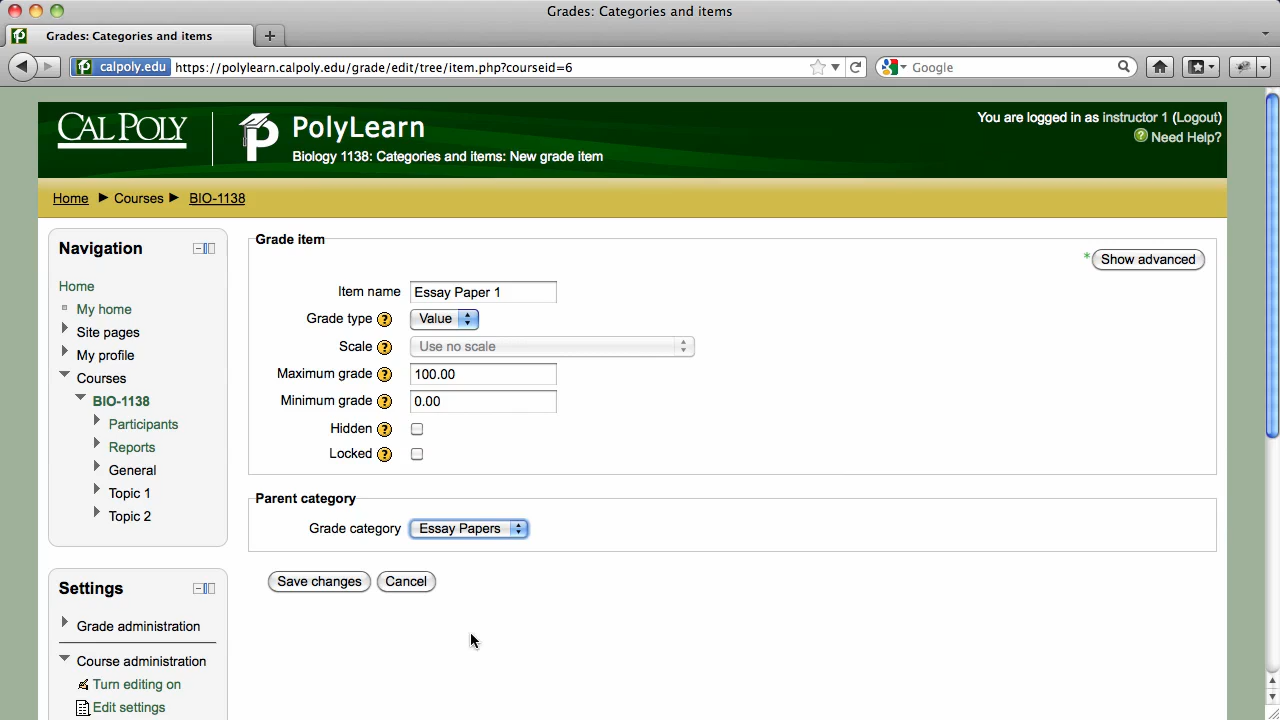 Grades: Categories and items
Grades: Categories and items
calpoly.edu https://polylearn.calpoly.edu/grade/edit/tree/item.php?courseid=6
Google
CAL POLY
PolyLearn
Biology 1138: Categories and items: New grade item
You are logged in as instructor 1 (Logout)
Need Help?
Home ► Courses ► BIO-1138
Navigation
Home
My home
Site pages
My profile
Courses
BIO-1138
Participants
Reports
General
Topic 1
Topic 2
Settings
Grade administration
Course administration
Turn editing on
Edit settings
Grade item
* Show advanced
Item name Essay Paper 1
Grade type Value
Scale Use no scale
Maximum grade 100.00
Minimum grade 0.00
Hidden
Locked
Parent category
Grade category Essay Papers
Save changes Cancel